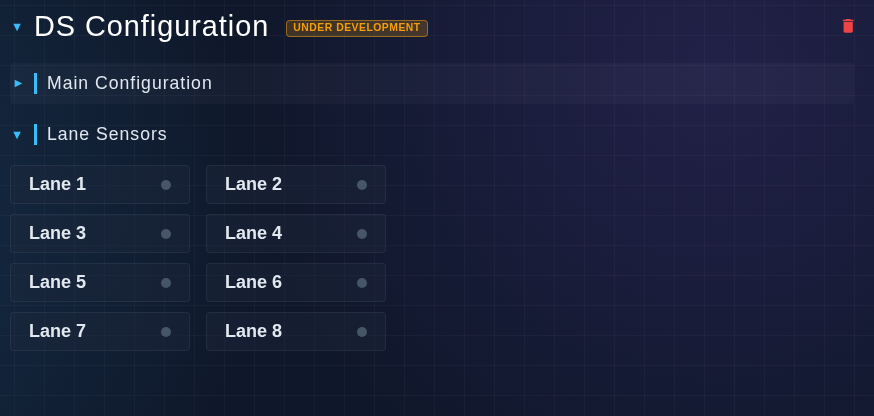 DS Configuration UNDER DEVELOPMENT
Main Configuration
Lane Sensors
Lane 1 Lane 2
Lane 3 Lane 4
Lane 5 Lane 6
Lane 7 Lane 8